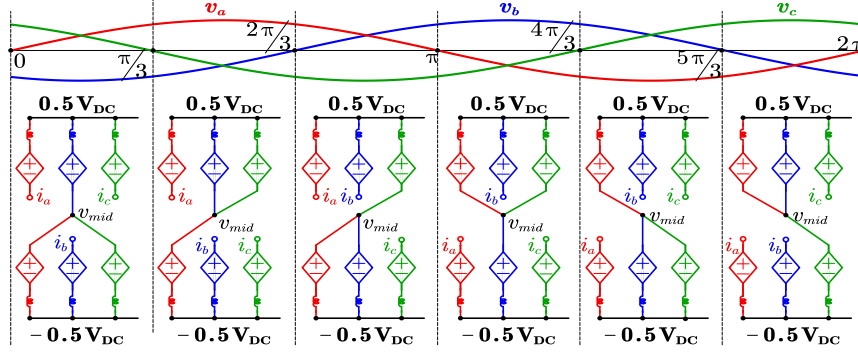 v_a v_b v_c
0 π/3 2π/3 π 4π/3 5π/3 2π
0.5V_DC 0.5V_DC 0.5V_DC 0.5V_DC 0.5V_DC 0.5V_DC
i_a i_c i_a i_a i_b i_b i_b i_c
v_mid v_mid v_mid v_mid v_mid v_mid
i_b i_b i_c i_c i_a i_c i_a i_a i_b
−0.5V_DC −0.5V_DC −0.5V_DC −0.5V_DC −0.5V_DC −0.5V_DC